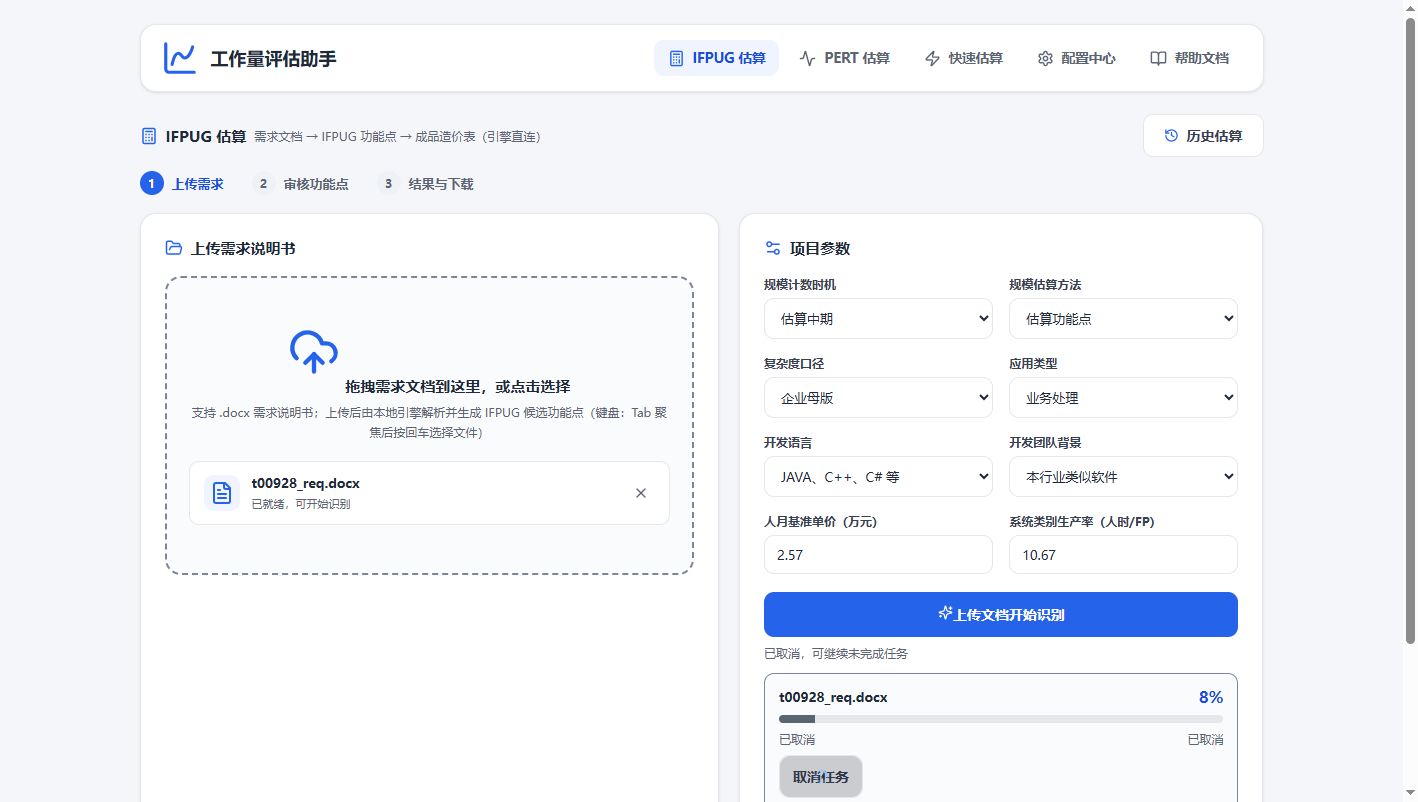 工作量评估助手
IFPUG 估算
PERT 估算
快速估算
配置中心
帮助文档
IFPUG 估算 需求文档 → IFPUG 功能点 → 成品造价表（引擎直连）
历史估算
1 上传需求
2 审核功能点
3 结果与下载
上传需求说明书
拖拽需求文档到这里，或点击选择
支持 .docx 需求说明书；上传后由本地引擎解析并生成 IFPUG 候选功能点（键盘：Tab 聚
焦后按回车选择文件）
t00928_req.docx
已就绪，可开始识别
项目参数
规模计数时机
规模估算方法
估算中期
估算功能点
复杂度口径
应用类型
企业母版
业务处理
开发语言
开发团队背景
JAVA、C++、C# 等
本行业类似软件
人月基准单价（万元）
系统类别生产率（人时/FP）
2.57
10.67
上传文档开始识别
已取消，可继续未完成任务
t00928_req.docx
8%
已取消
已取消
取消任务